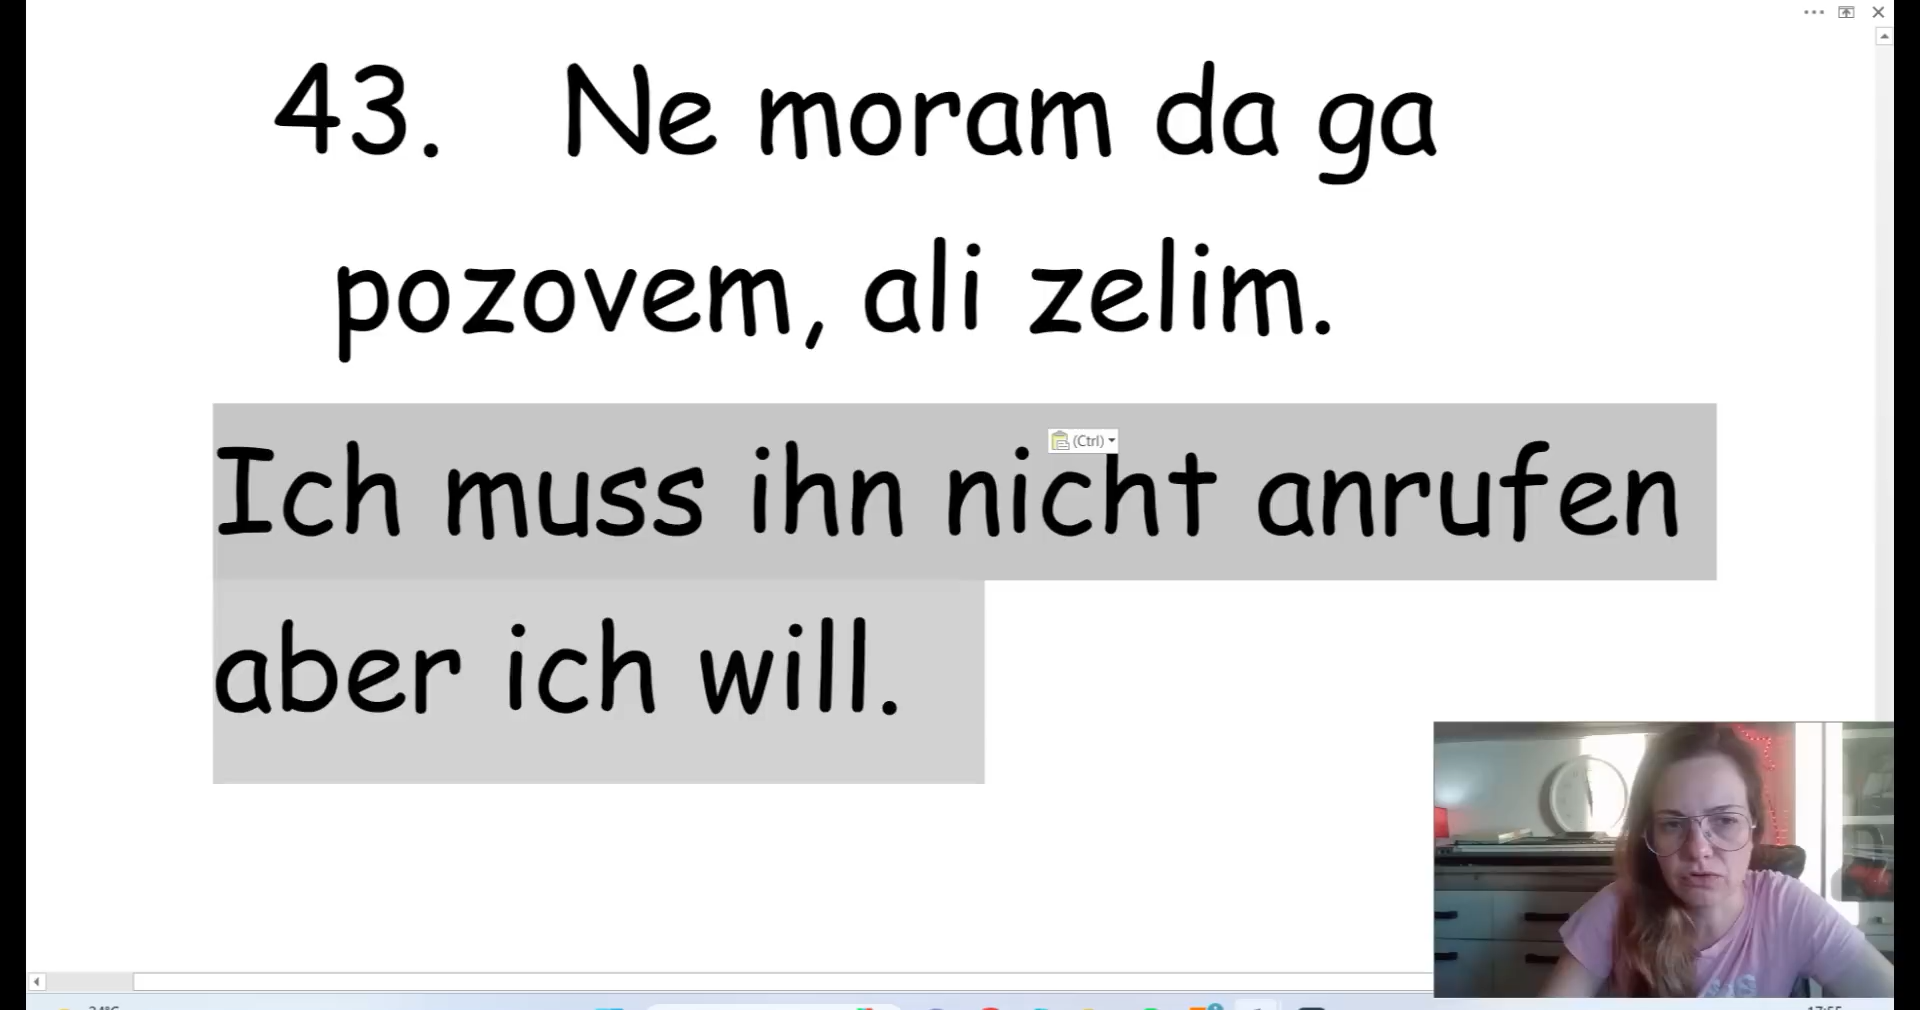 43. Ne moram da ga
pozovem, ali zelim.
(Ctrl)
Ich muss ihn nicht anrufen
aber ich will.